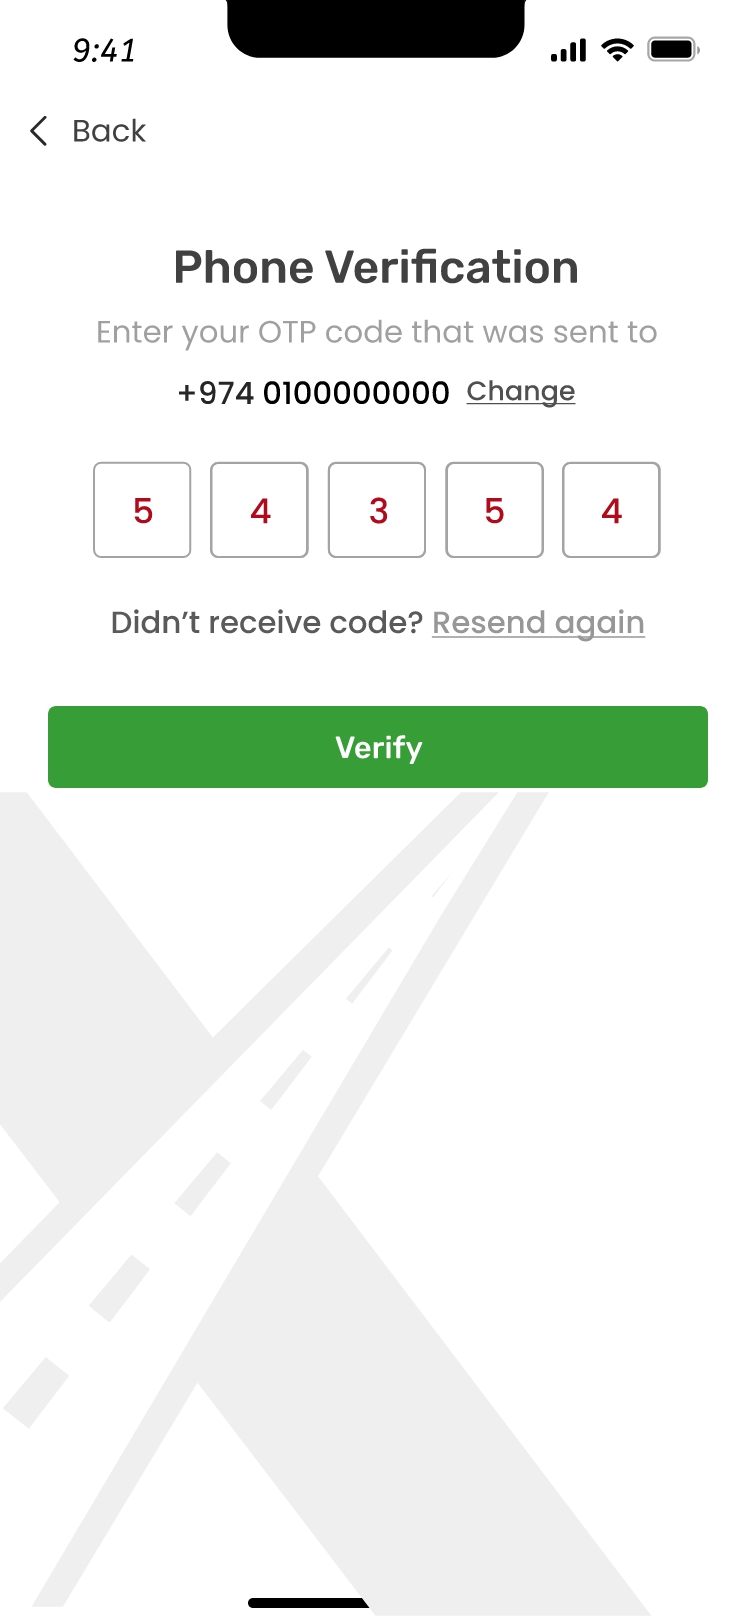 9:41
Back
Phone Verification
Enter your OTP code that was sent to
+974 0100000000 Change
5 4 3 5 4
Didn’t receive code? Resend again
Verify